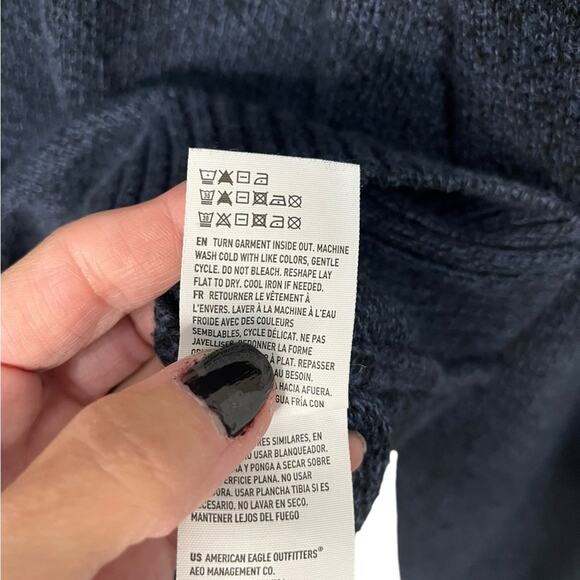 EN TURN GARMENT INSIDE OUT. MACHINE
WASH COLD WITH LIKE COLORS, GENTLE
CYCLE. DO NOT BLEACH. RESHAPE LAY
FLAT TO DRY. COOL IRON IF NEEDED.
FR RETOURNER LE VÊTEMENT À
L'ENVERS. LAVER À LA MACHINE À L'EAU
FROIDE AVEC DES COULEURS
SEMBLABLES, CYCLE DÉLICAT. NE PAS
JAVELLISER. REDONNER LA FORME
À PLAT. REPASSER
AU BESOIN.
HACIA AFUERA.
GUA FRÍA CON
RES SIMILARES, EN
USAR BLANQUEADOR.
Y PONGA A SECAR SOBRE
PLANA. NO USAR
USAR PLANCHA TIBIA SI ES
NO LAVAR EN SECO.
MANTENER LEJOS DEL FUEGO
US AMERICAN EAGLE OUTFITTERS®
AEO MANAGEMENT CO.